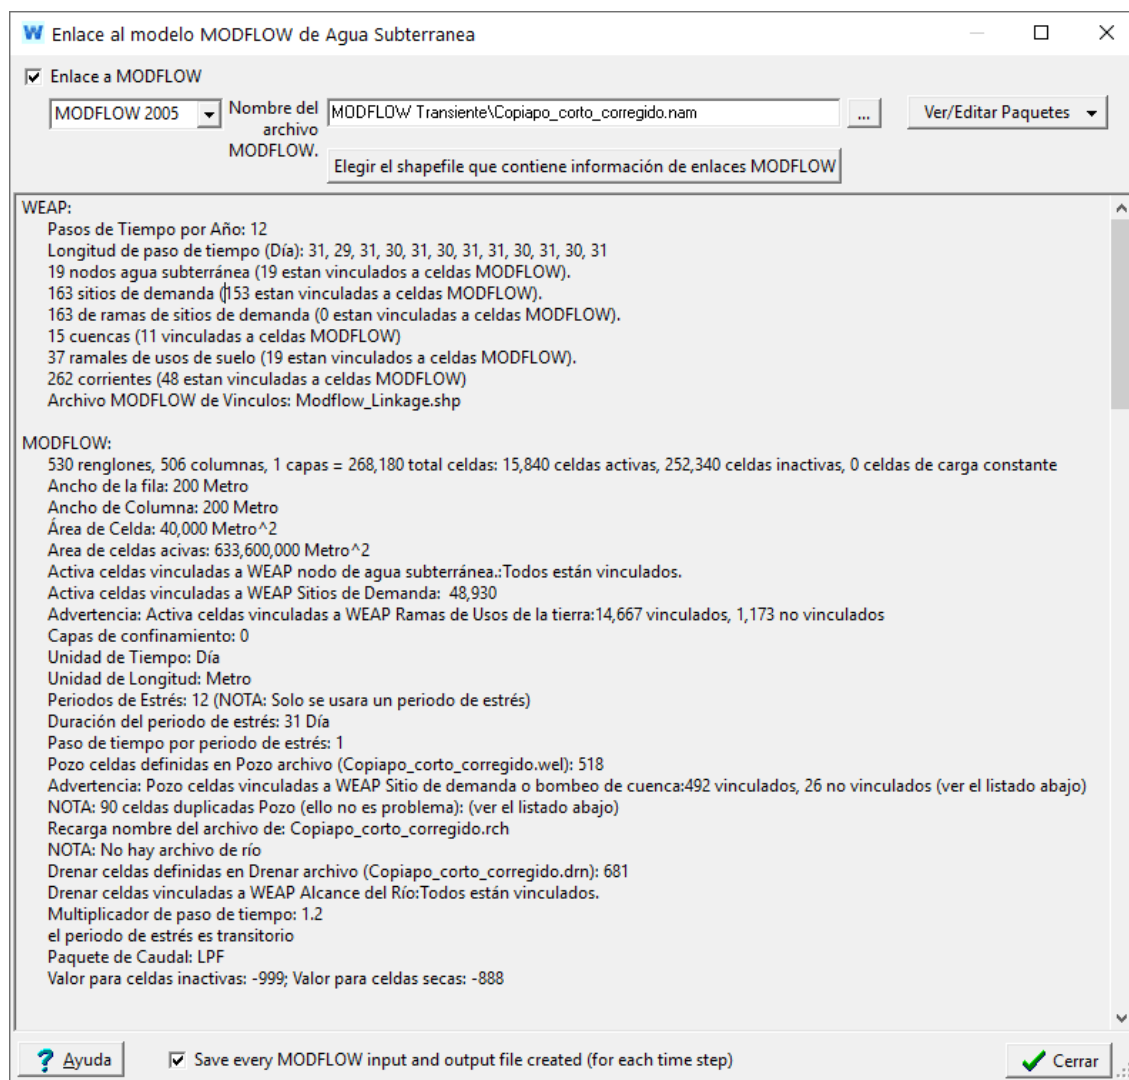 W Enlace al modelo MODFLOW de Agua Subterranea
Enlace a MODFLOW
MODFLOW 2005
Nombre del
archivo
MODFLOW.
MODFLOW Transiente\Copiapo_corto_corregido.nam
...
Ver/Editar Paquetes
Elegir el shapefile que contiene información de enlaces MODFLOW
WEAP:
Pasos de Tiempo por Año: 12
Longitud de paso de tiempo (Día): 31, 29, 31, 30, 31, 30, 31, 31, 30, 31, 30, 31
19 nodos agua subterránea (19 estan vinculados a celdas MODFLOW).
163 sitios de demanda (153 estan vinculadas a celdas MODFLOW).
163 de ramas de sitios de demanda (0 estan vinculadas a celdas MODFLOW).
15 cuencas (11 vinculadas a celdas MODFLOW)
37 ramales de usos de suelo (19 estan vinculados a celdas MODFLOW).
262 corrientes (48 estan vinculadas a celdas MODFLOW)
Archivo MODFLOW de Vinculos: Modflow_Linkage.shp
MODFLOW:
530 renglones, 506 columnas, 1 capas = 268,180 total celdas: 15,840 celdas activas, 252,340 celdas inactivas, 0 celdas de carga constante
Ancho de la fila: 200 Metro
Ancho de Columna: 200 Metro
Área de Celda: 40,000 Metro^2
Area de celdas acivas: 633,600,000 Metro^2
Activa celdas vinculadas a WEAP nodo de agua subterránea.:Todos están vinculados.
Activa celdas vinculadas a WEAP Sitios de Demanda:  48,930
Advertencia: Activa celdas vinculadas a WEAP Ramas de Usos de la tierra:14,667 vinculados, 1,173 no vinculados
Capas de confinamiento: 0
Unidad de Tiempo: Día
Unidad de Longitud: Metro
Periodos de Estrés: 12 (NOTA: Solo se usara un periodo de estrés)
Duración del periodo de estrés: 31 Día
Paso de tiempo por periodo de estrés: 1
Pozo celdas definidas en Pozo archivo (Copiapo_corto_corregido.wel): 518
Advertencia: Pozo celdas vinculadas a WEAP Sitio de demanda o bombeo de cuenca:492 vinculados, 26 no vinculados (ver el listado abajo)
NOTA: 90 celdas duplicadas Pozo (ello no es problema): (ver el listado abajo)
Recarga nombre del archivo de: Copiapo_corto_corregido.rch
NOTA: No hay archivo de río
Drenar celdas definidas en Drenar archivo (Copiapo_corto_corregido.drn): 681
Drenar celdas vinculadas a WEAP Alcance del Río:Todos están vinculados.
Multiplicador de paso de tiempo: 1.2
el periodo de estrés es transitorio
Paquete de Caudal: LPF
Valor para celdas inactivas: -999; Valor para celdas secas: -888
? Ayuda
Save every MODFLOW input and output file created (for each time step)
Cerrar